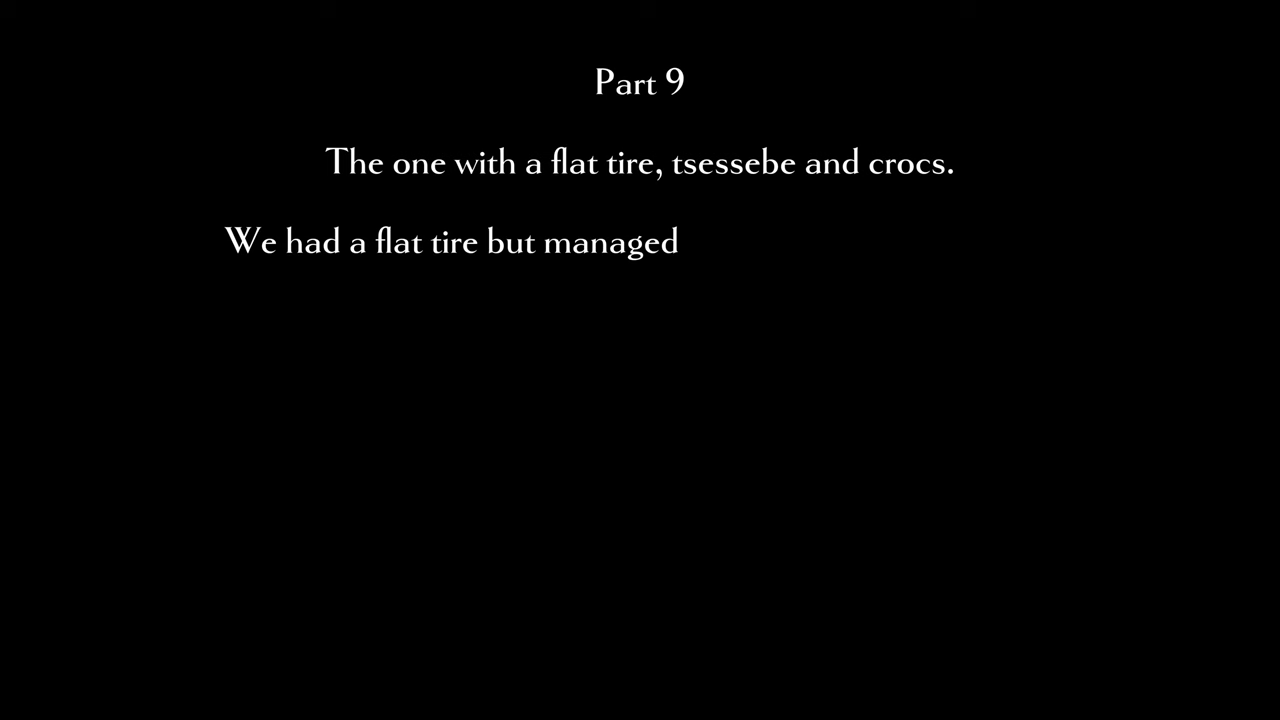 Part 9
The one with a flat tire, tsessebe and crocs.
We had a flat tire but managed